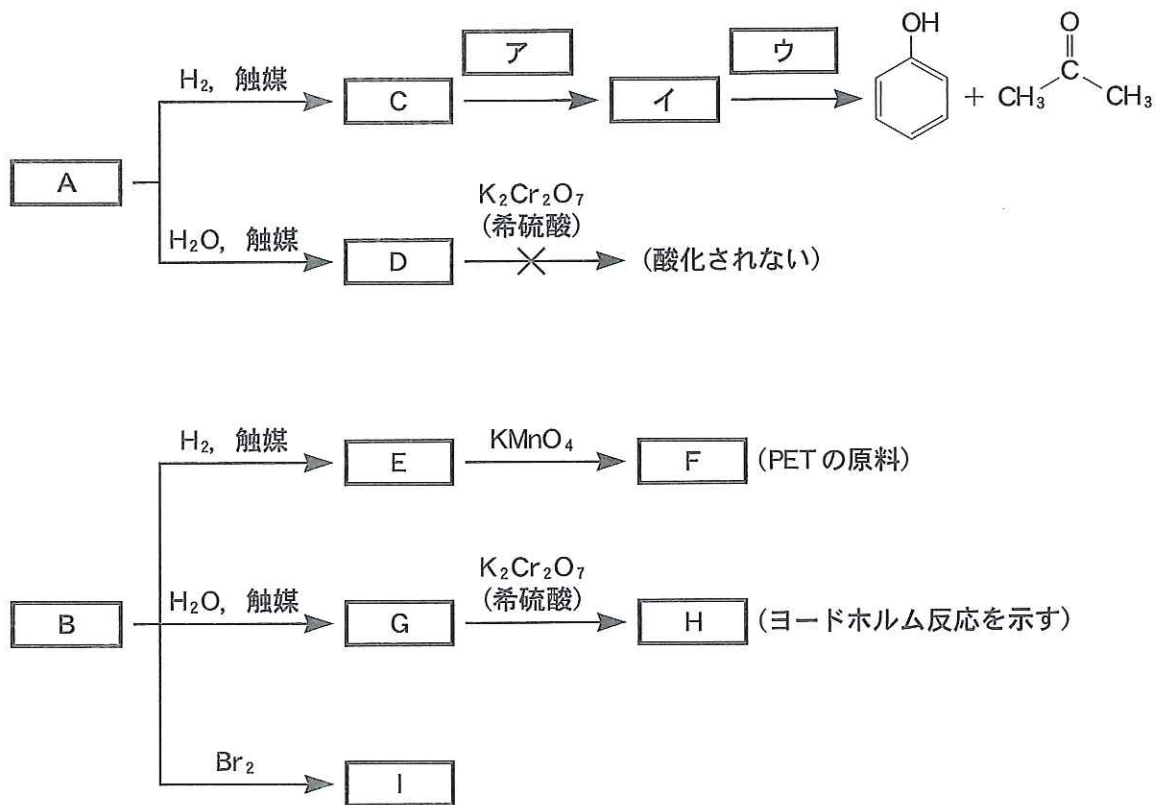 H₂, 触媒
C
ア
イ
ウ
OH
+
O
C
CH₃
CH₃
A
H₂O, 触媒
D
K₂Cr₂O₇
(希硫酸)
(酸化されない)
H₂, 触媒
E
KMnO₄
F
(PETの原料)
B
H₂O, 触媒
G
K₂Cr₂O₇
(希硫酸)
H
(ヨードホルム反応を示す)
Br₂
I